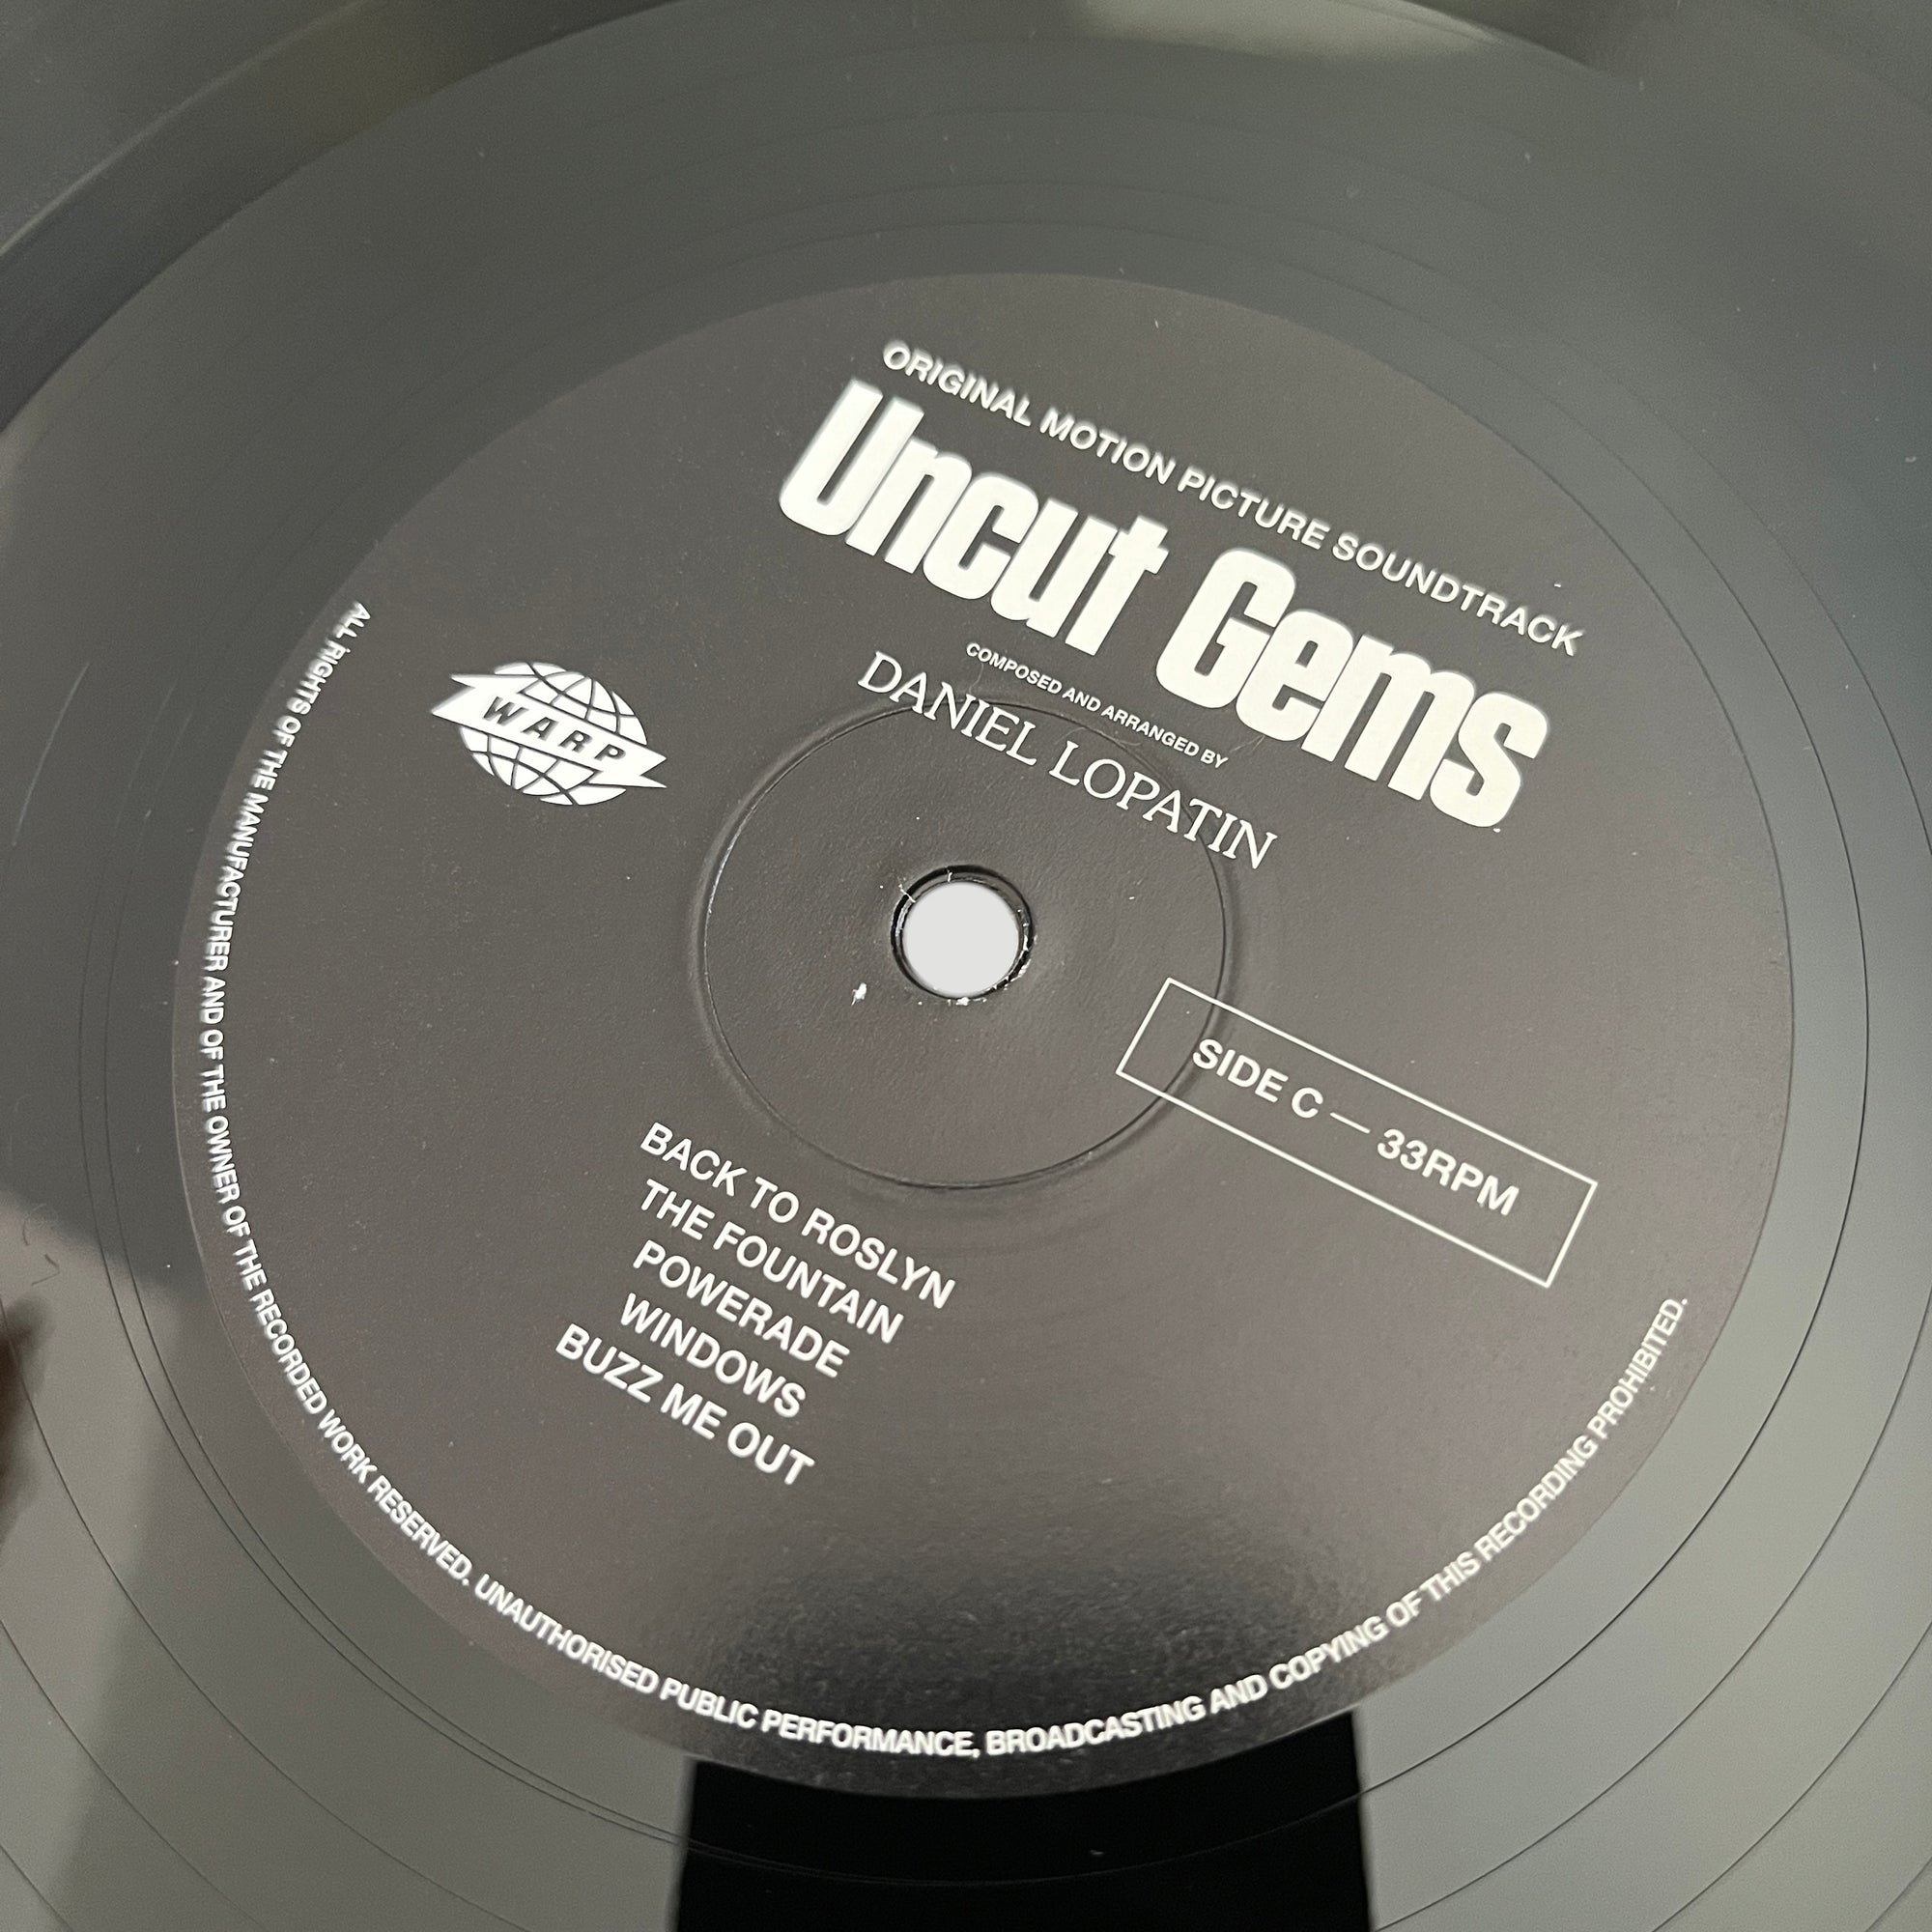 ORIGINAL MOTION PICTURE SOUNDTRACK
Uncut Gems
COMPOSED AND ARRANGED BY
DANIEL LOPATIN
WARP
SIDE C — 33RPM
BACK TO ROSLYN
THE FOUNTAIN
POWERADE
WINDOWS
BUZZ ME OUT
ALL RIGHTS OF THE MANUFACTURER AND OF THE OWNER OF THE RECORDED WORK RESERVED. UNAUTHORISED PUBLIC PERFORMANCE, BROADCASTING AND COPYING OF THIS RECORDING PROHIBITED.